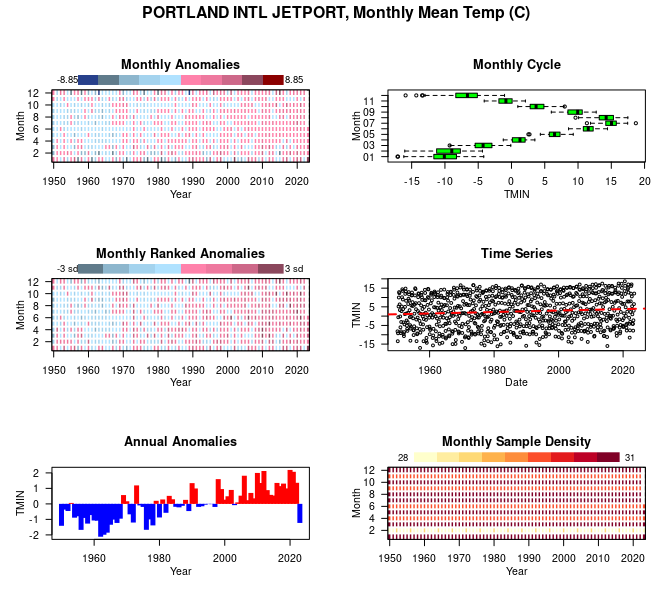 PORTLAND INTL JETPORT, Monthly Mean Temp (C)
Monthly Anomalies
-8.85 8.85
12
10
8
6
4
2
Month
1950 1960 1970 1980 1990 2000 2010 2020
Year
Monthly Cycle
11
09
07
05
03
01
Month
-15 -10 -5 0 5 10 15 20
TMIN
Monthly Ranked Anomalies
-3 sd 3 sd
12
10
8
6
4
2
Month
1950 1960 1970 1980 1990 2000 2010 2020
Year
Time Series
15
5
-5
-15
TMIN
1960 1980 2000 2020
Date
Annual Anomalies
2
1
0
-1
-2
TMIN
1960 1980 2000 2020
Year
Monthly Sample Density
28 31
12
10
8
6
4
2
Month
1950 1960 1970 1980 1990 2000 2010 2020
Year